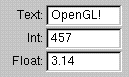 Text: OpenGL!
Int: 457
Float: 3.14